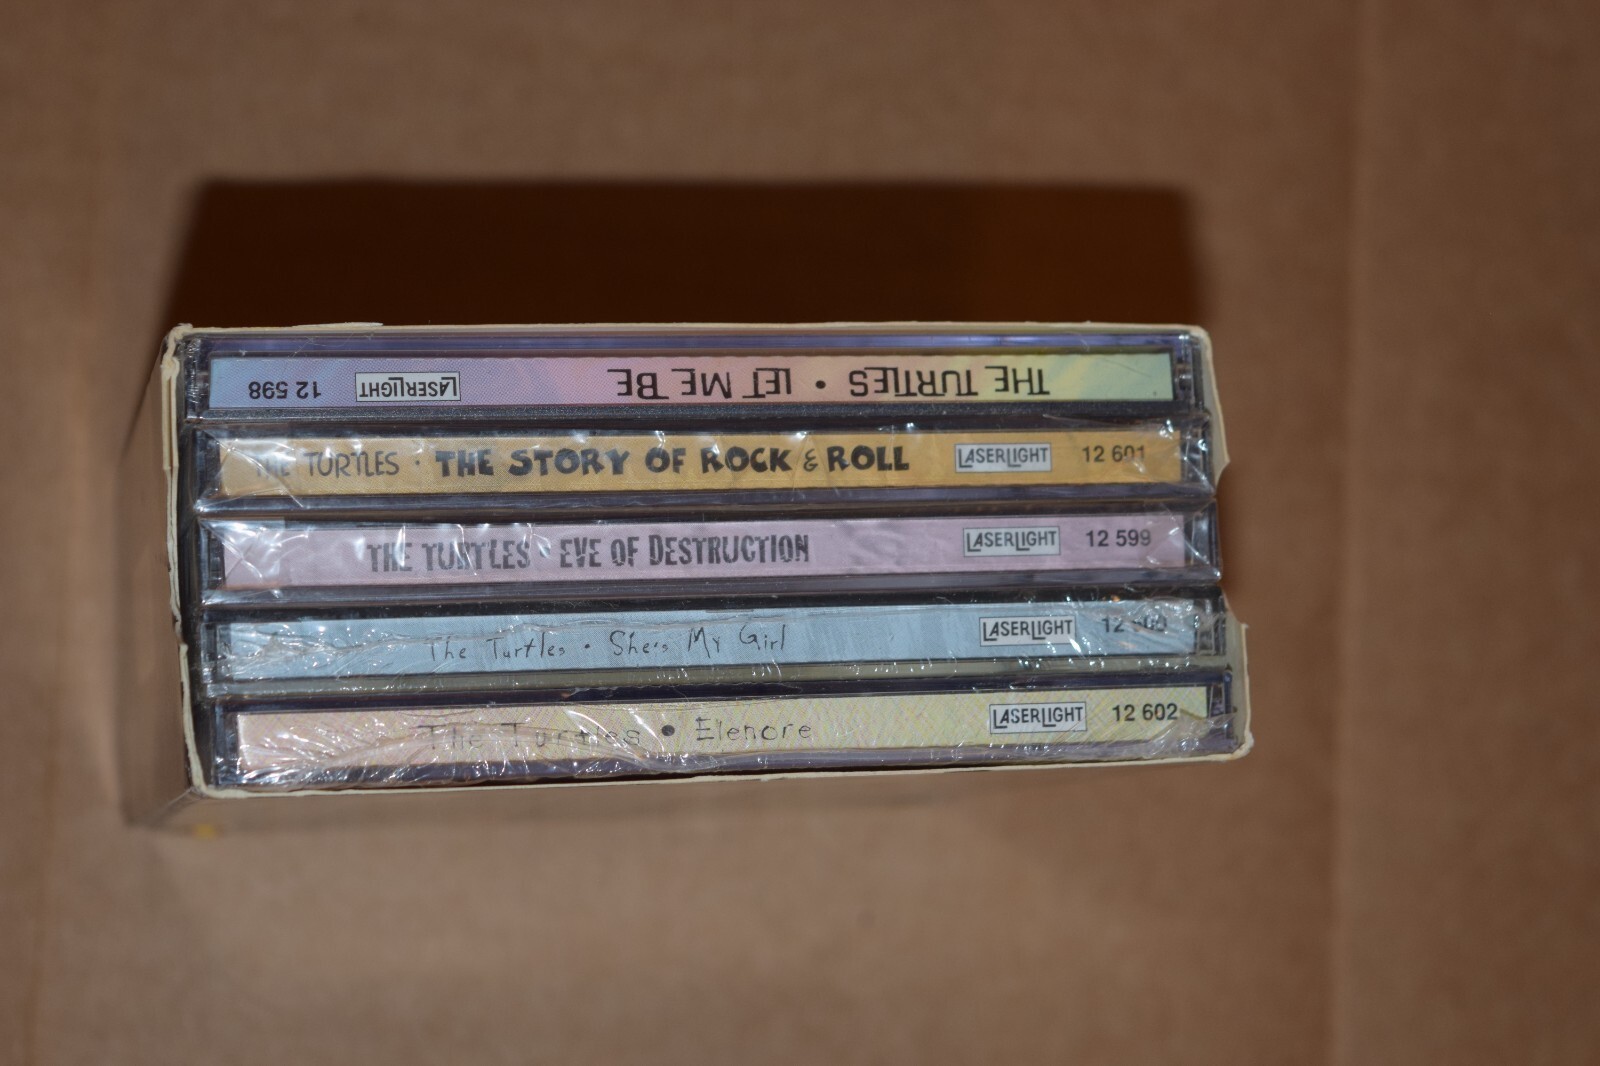 THE TURTLES • LET ME BE LASERLIGHT 12 598
THE TURTLES · THE STORY OF ROCK & ROLL LASERLIGHT 12 601
THE TURTLES · EVE OF DESTRUCTION LASERLIGHT 12 599
The Turtles · She's My Girl LASERLIGHT 12 600
The Turtles • Elenore LASERLIGHT 12 602